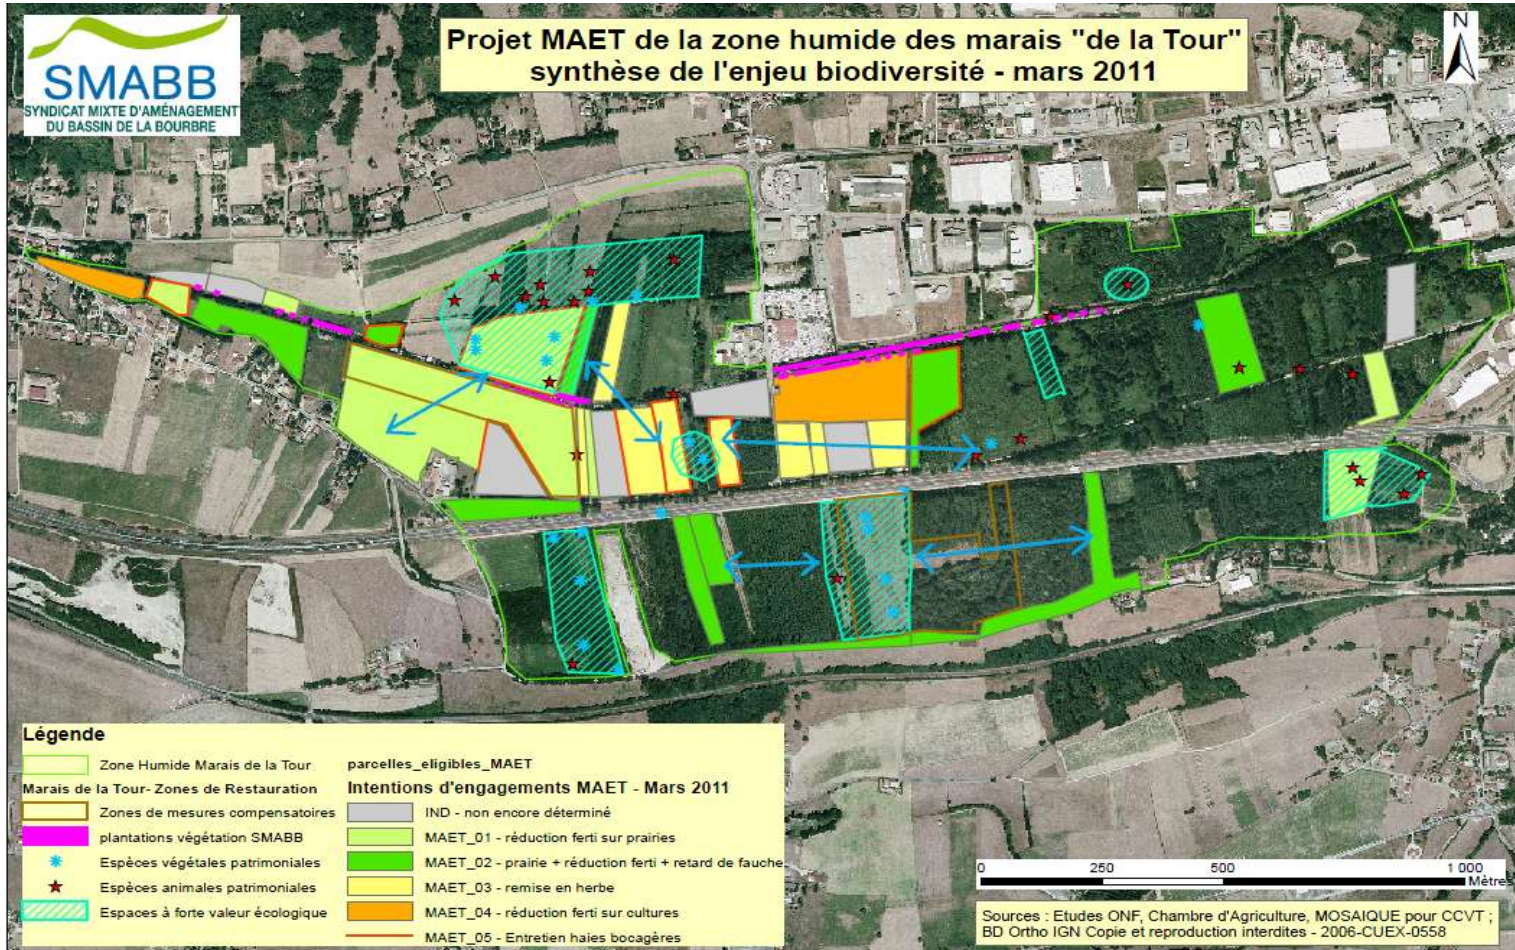 SMABB
SYNDICAT MIXTE D'AMÉNAGEMENT
DU BASSIN DE LA BOURBRE
Projet MAET de la zone humide des marais "de la Tour"
synthèse de l'enjeu biodiversité - mars 2011
N
Légende
Zone Humide Marais de la Tour
Marais de la Tour- Zones de Restauration
Zones de mesures compensatoires
plantations végétation SMABB
Espèces végétales patrimoniales
Espèces animales patrimoniales
Espaces à forte valeur écologique
parcelles_eligibles_MAET
Intentions d'engagements MAET - Mars 2011
IND - non encore déterminé
MAET_01 - réduction ferti sur prairies
MAET_02 - prairie + réduction ferti + retard de fauche
MAET_03 - remise en herbe
MAET_04 - réduction ferti sur cultures
MAET_05 - Entretien haies bocagères
0 250 500 1 000
Mètres
Sources : Etudes ONF, Chambre d'Agriculture, MOSAIQUE pour CCVT ;
BD Ortho IGN Copie et reproduction interdites - 2006-CUEX-0558